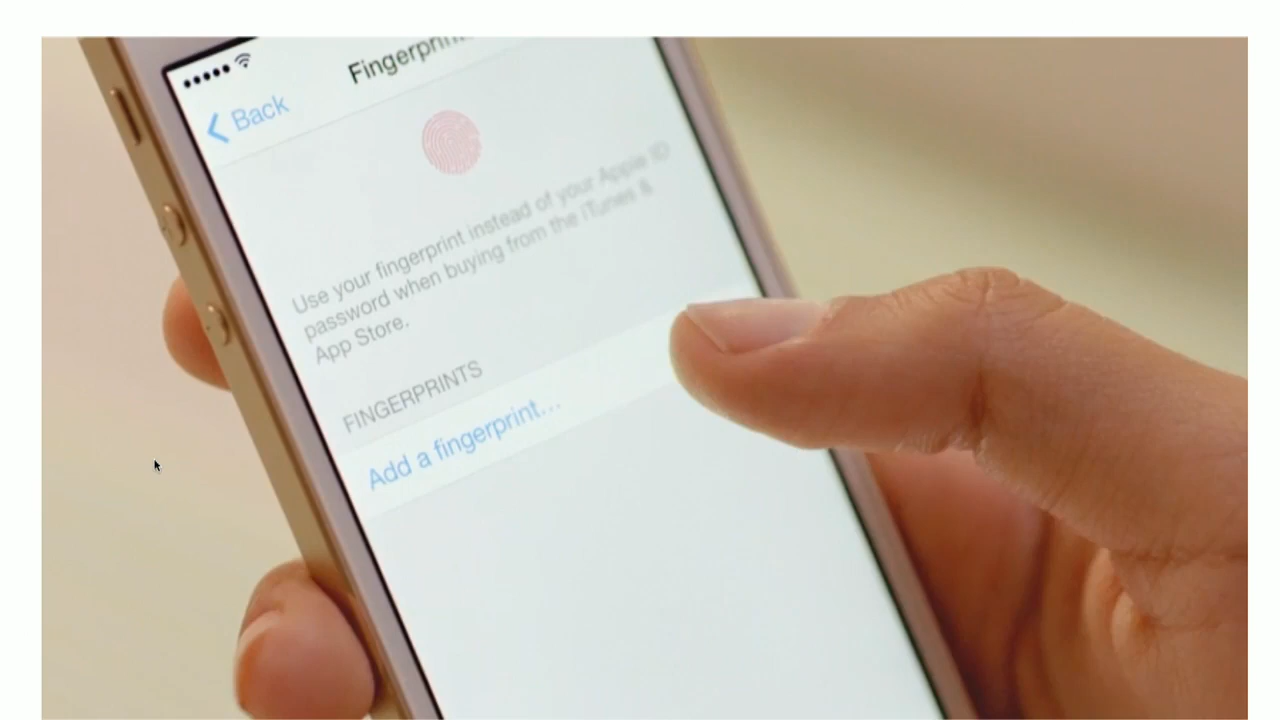 Back
Fingerprint
Use your fingerprint instead of your Apple ID
password when buying from the iTunes &
App Store.
FINGERPRINTS
Add a fingerprint...